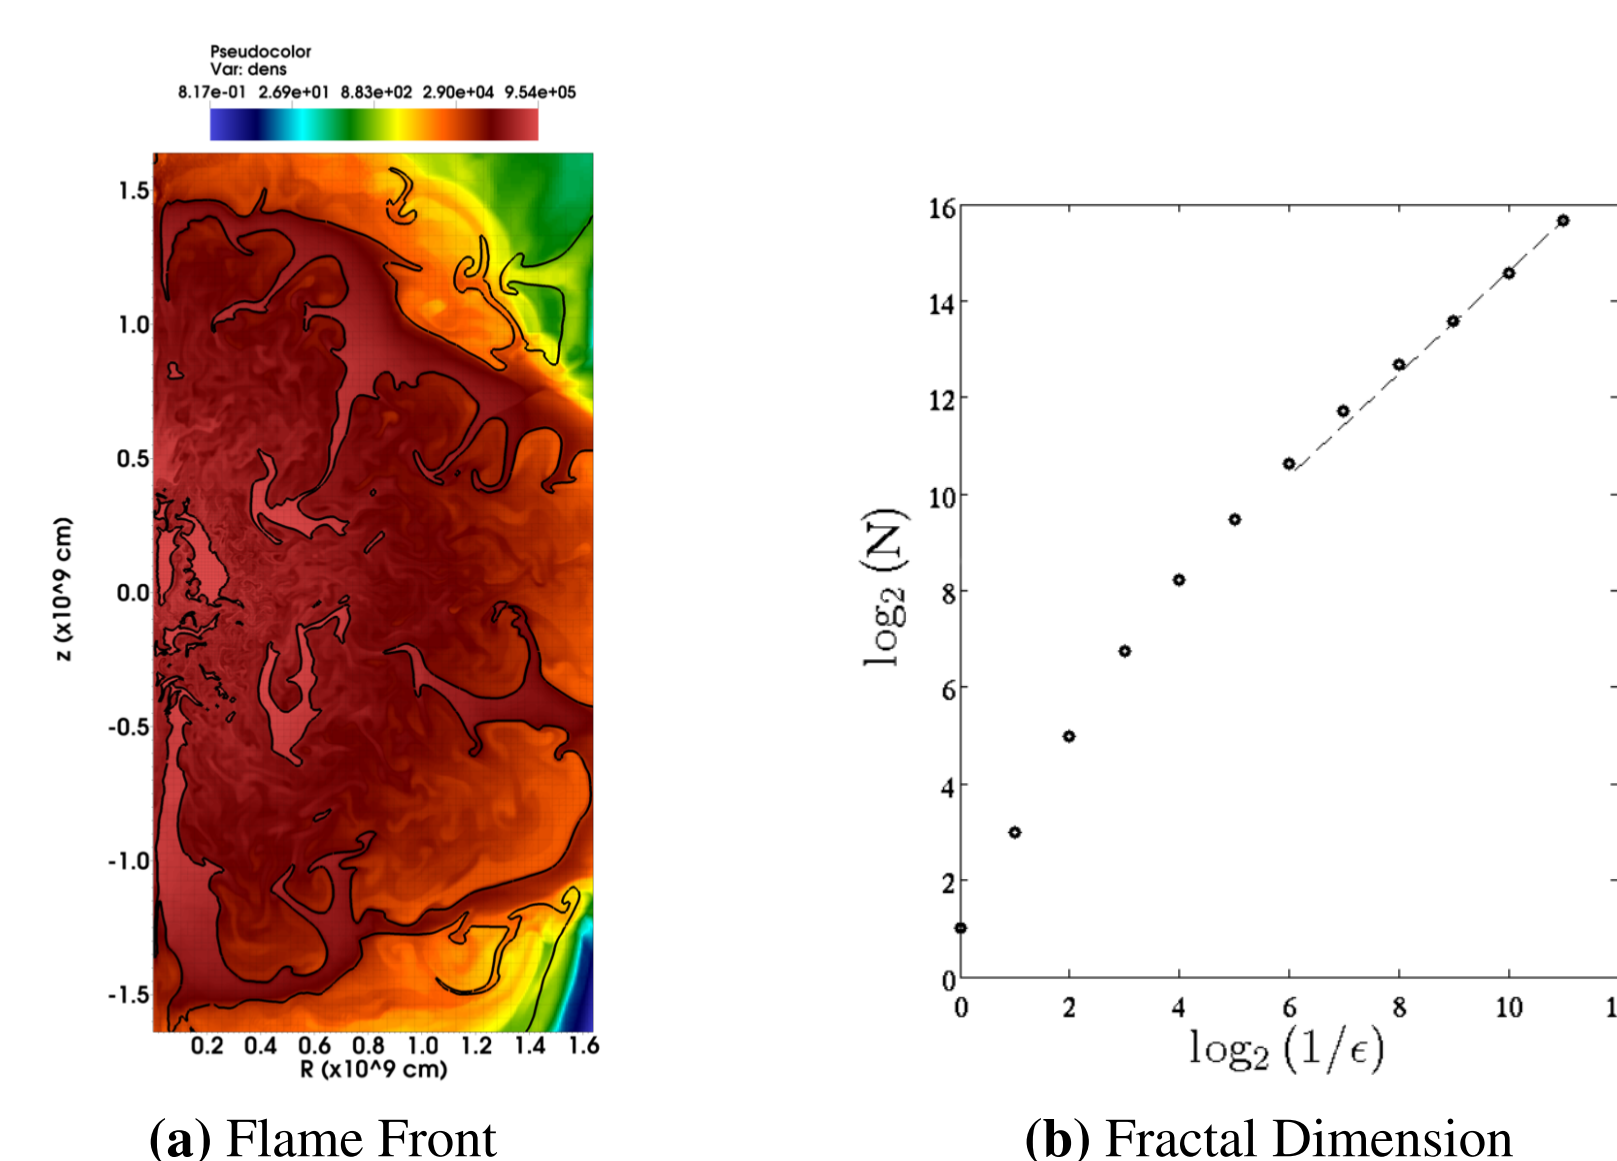 Pseudocolor
Var: dens
8.17e-01 2.69e+01 8.83e+02 2.90e+04 9.54e+05
1.5
1.0
0.5
0.0
-0.5
-1.0
-1.5
z (x10^9 cm)
0.2 0.4 0.6 0.8 1.0 1.2 1.4 1.6
R (x10^9 cm)
(a) Flame Front
16
14
12
10
8
6
4
2
0
log₂ (N)
0 2 4 6 8 10 1
log₂ (1/ϵ)
(b) Fractal Dimension